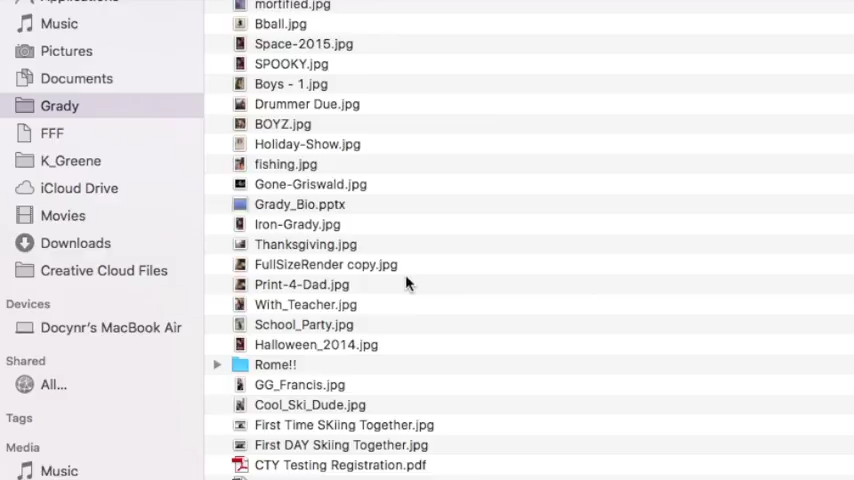 Applications
Music
Pictures
Documents
Grady
FFF
K_Greene
iCloud Drive
Movies
Downloads
Creative Cloud Files
Devices
Docynr's MacBook Air
Shared
All...
Tags
Media
Music
mortified.jpg
Bball.jpg
Space-2015.jpg
SPOOKY.jpg
Boys - 1.jpg
Drummer Due.jpg
BOYZ.jpg
Holiday-Show.jpg
fishing.jpg
Gone-Griswald.jpg
Grady_Bio.pptx
Iron-Grady.jpg
Thanksgiving.jpg
FullSizeRender copy.jpg
Print-4-Dad.jpg
With_Teacher.jpg
School_Party.jpg
Halloween_2014.jpg
Rome!!
GG_Francis.jpg
Cool_Ski_Dude.jpg
First Time SKiing Together.jpg
First DAY Skiing Together.jpg
CTY Testing Registration.pdf